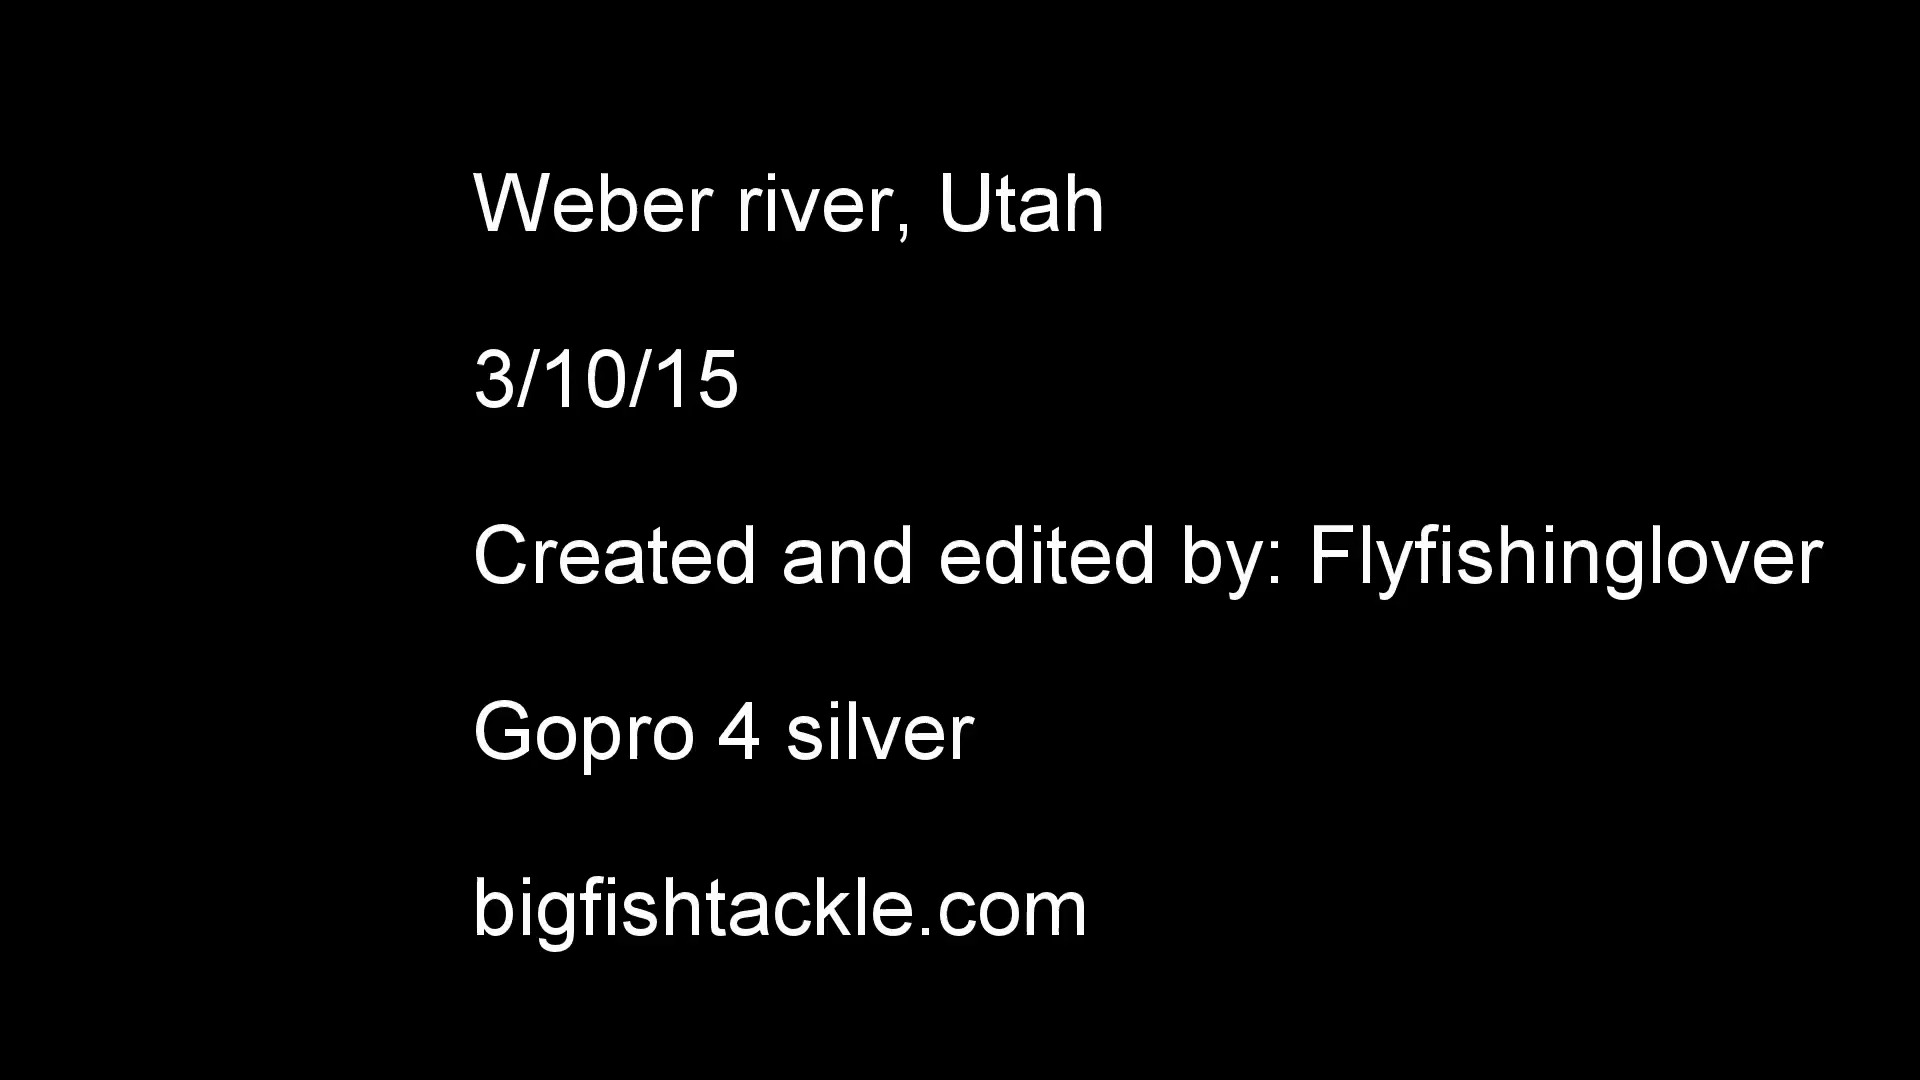 Weber river, Utah
3/10/15
Created and edited by: Flyfishinglover
Gopro 4 silver
bigfishtackle.com